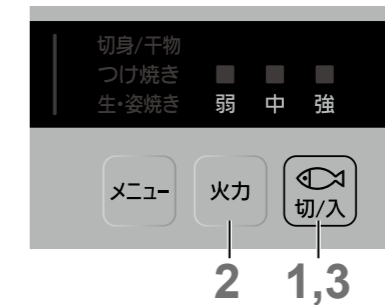 切身/干物
つけ焼き
生・姿焼き 弱 中 強
メニュー 火力 切/入
2 1,3